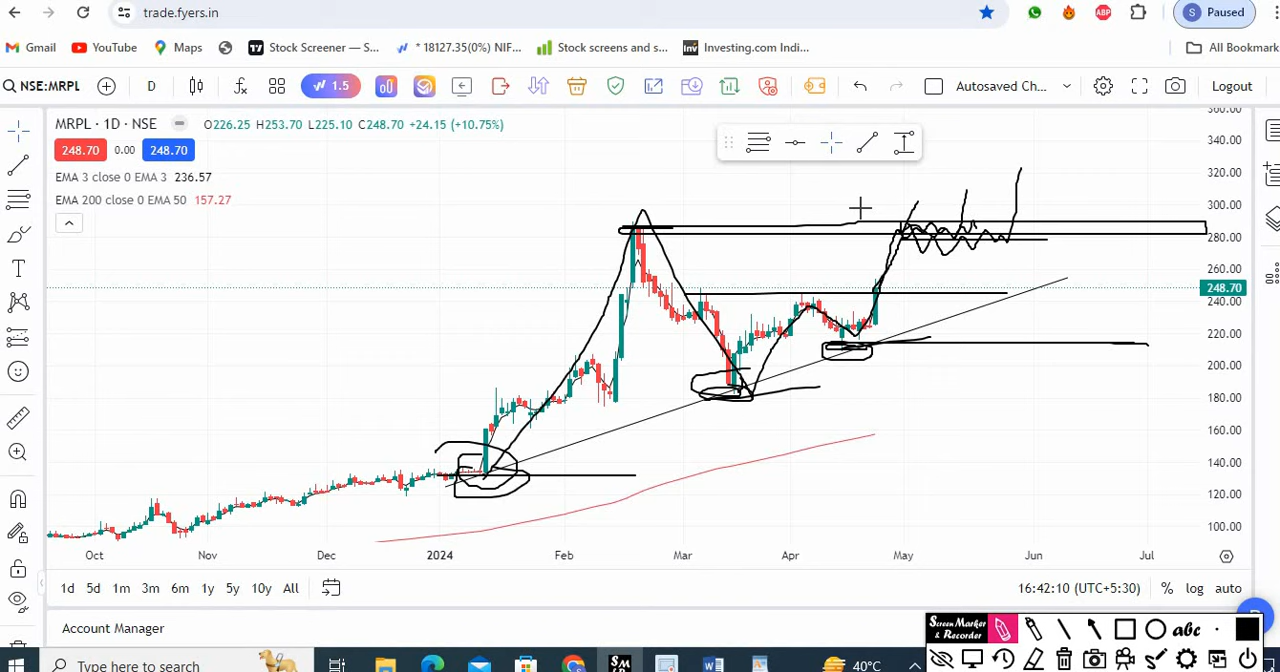 trade.fyers.in
S Paused
ABP
Gmail YouTube Maps Stock Screener — S... * 18127.35(0%) NIF... Stock screens and s... Inv Investing.com Indi... All Bookmark
NSE:MRPL D 1.5 Autosaved Ch... Logout
MRPL · 1D · NSE O226.25 H253.70 L225.10 C248.70 +24.15 (+10.75%)
248.70 0.00 248.70
EMA 3 close 0 EMA 3 236.57
EMA 200 close 0 EMA 50 157.27
360.00
340.00
320.00
300.00
280.00
260.00
248.70
240.00
220.00
200.00
180.00
160.00
140.00
120.00
100.00
Oct Nov Dec 2024 Feb Mar Apr May Jun Jul
1d 5d 1m 3m 6m 1y 5y 10y All 16:42:10 (UTC+5:30) % log auto
Account Manager
Screen Marker & Recorder abc
Type here to search 40°C